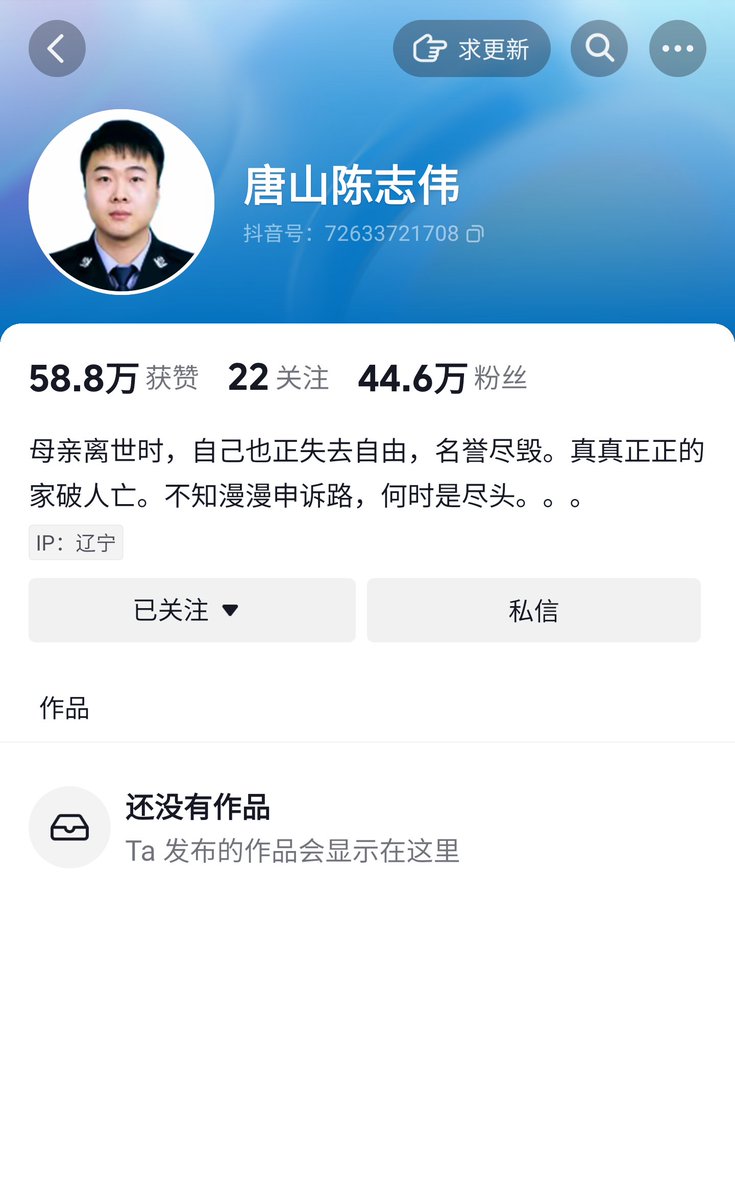 求更新
唐山陈志伟
抖音号：72633721708
58.8万 获赞 22 关注 44.6万 粉丝
母亲离世时，自己也正失去自由，名誉尽毁。真真正正的
家破人亡。不知漫漫申诉路，何时是尽头。。。
IP：辽宁
已关注 私信
作品
还没有作品
Ta 发布的作品会显示在这里